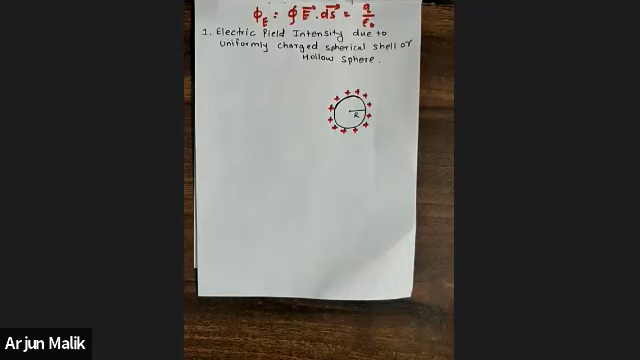 ϕE = ∮ E⃗ . ds⃗ = q/ε₀
1. Electric Field Intensity due to
uniformly charged spherical shell or
Hollow sphere.
R
Arjun Malik